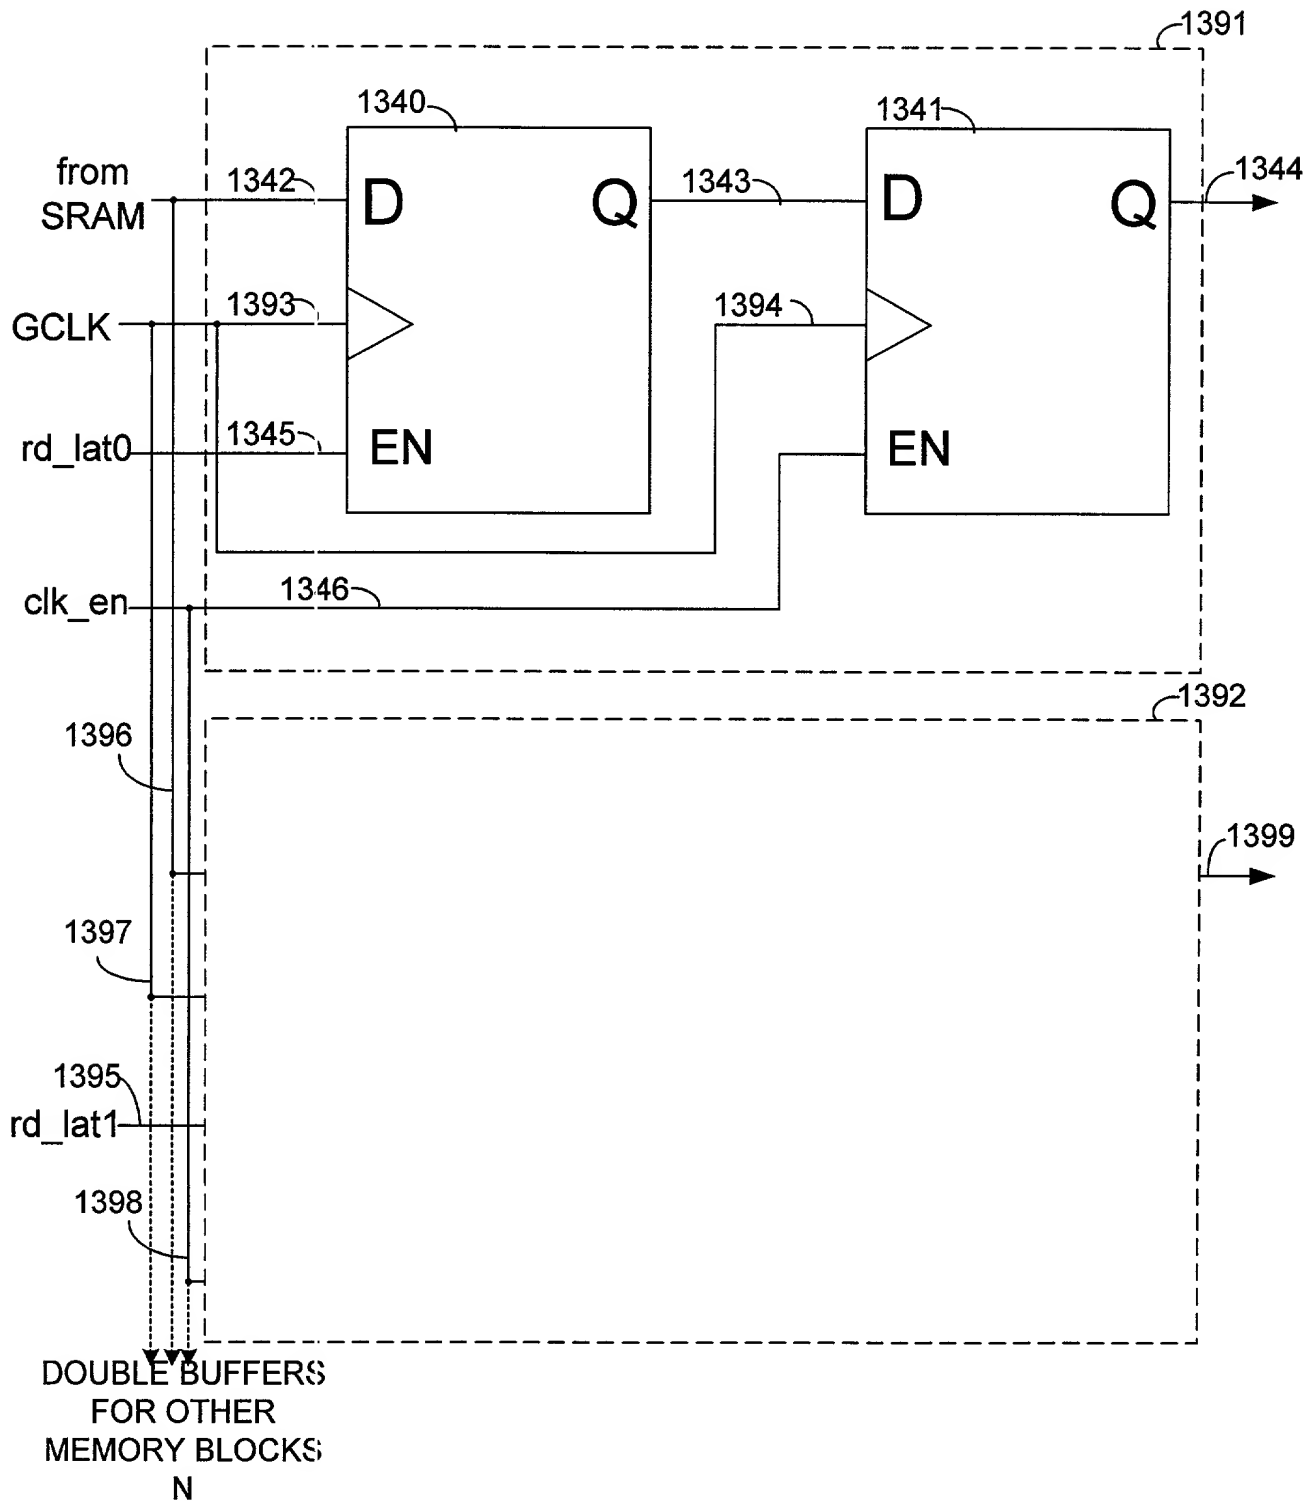 1391
1340
1341
from
SRAM
1342
D
Q
1343
D
Q
1344
GCLK
1393
1394
rd_lat0
1345
EN
EN
clk_en
1346
1392
1396
1399
1397
1395
rd_lat1
1398
DOUBLE BUFFERS
FOR OTHER
MEMORY BLOCKS
N